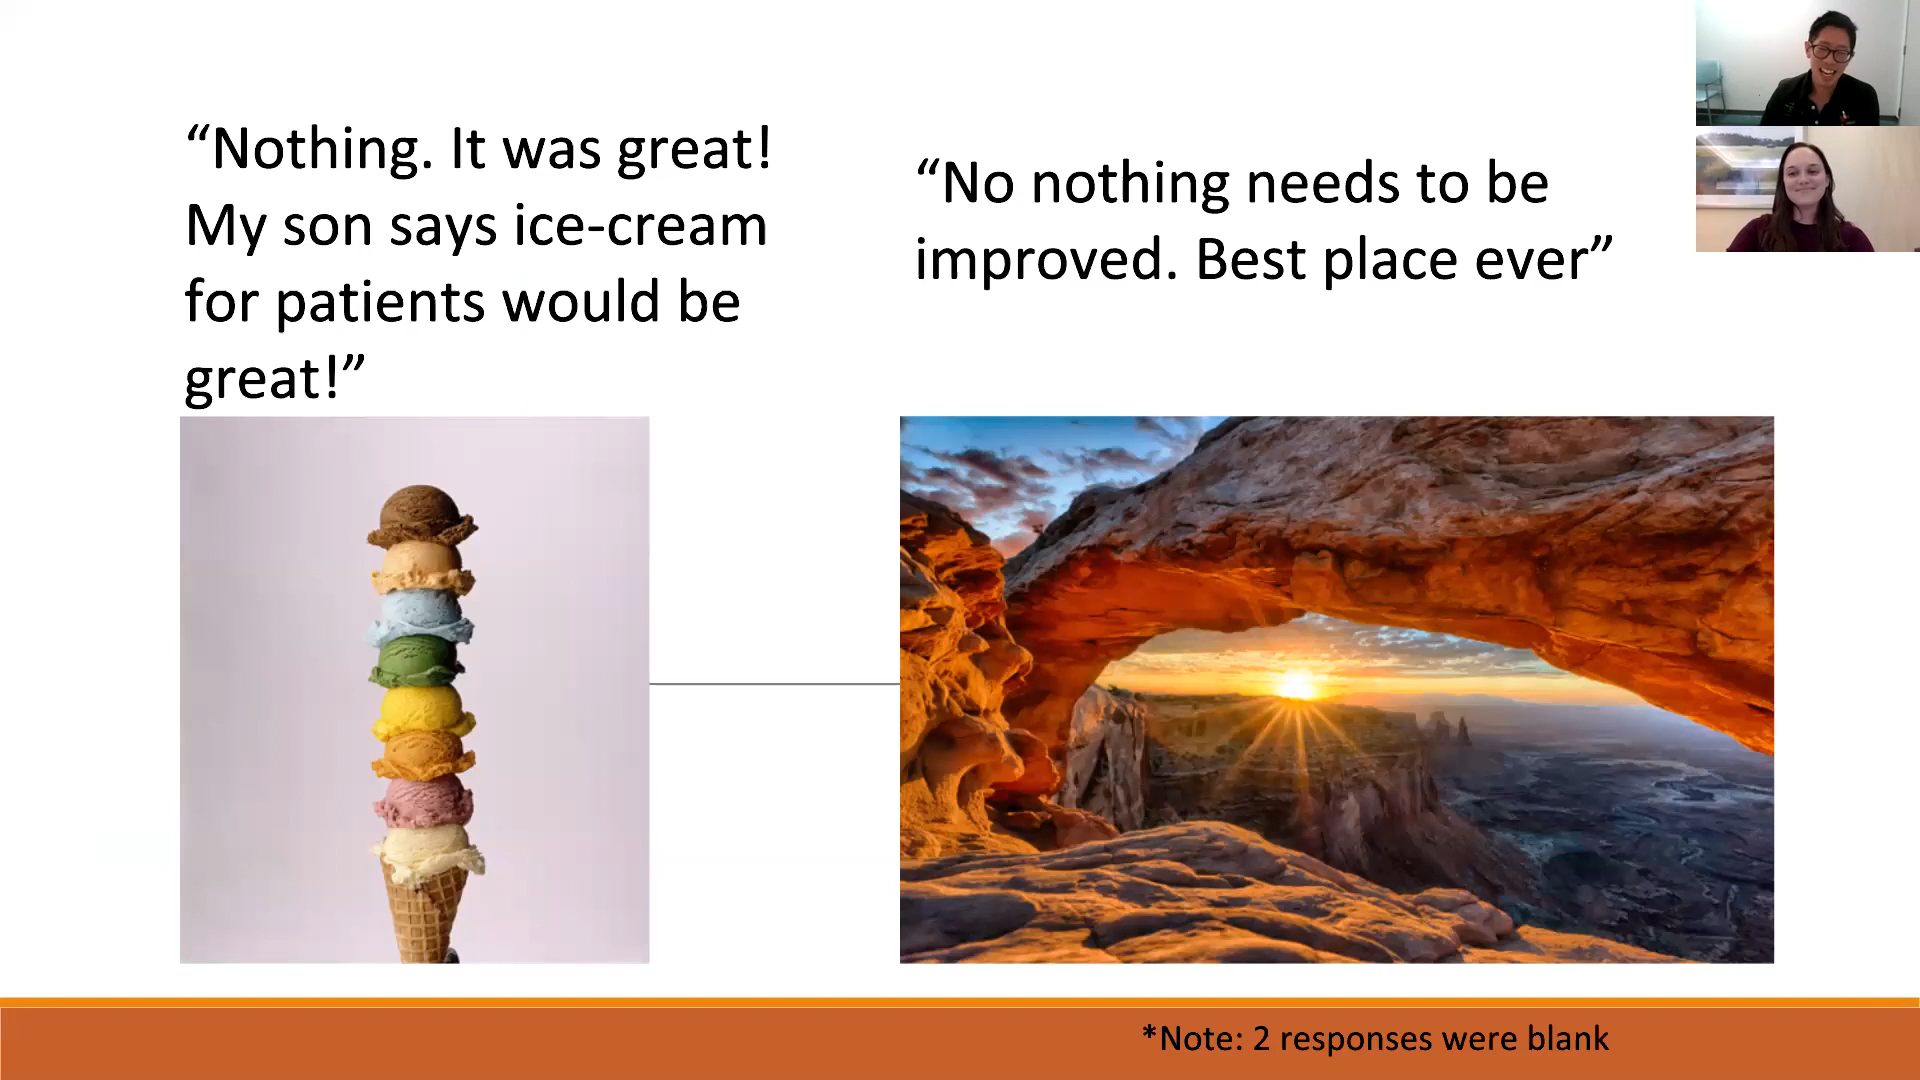 “Nothing. It was great!
My son says ice-cream
for patients would be
great!”
“No nothing needs to be
improved. Best place ever”
*Note: 2 responses were blank